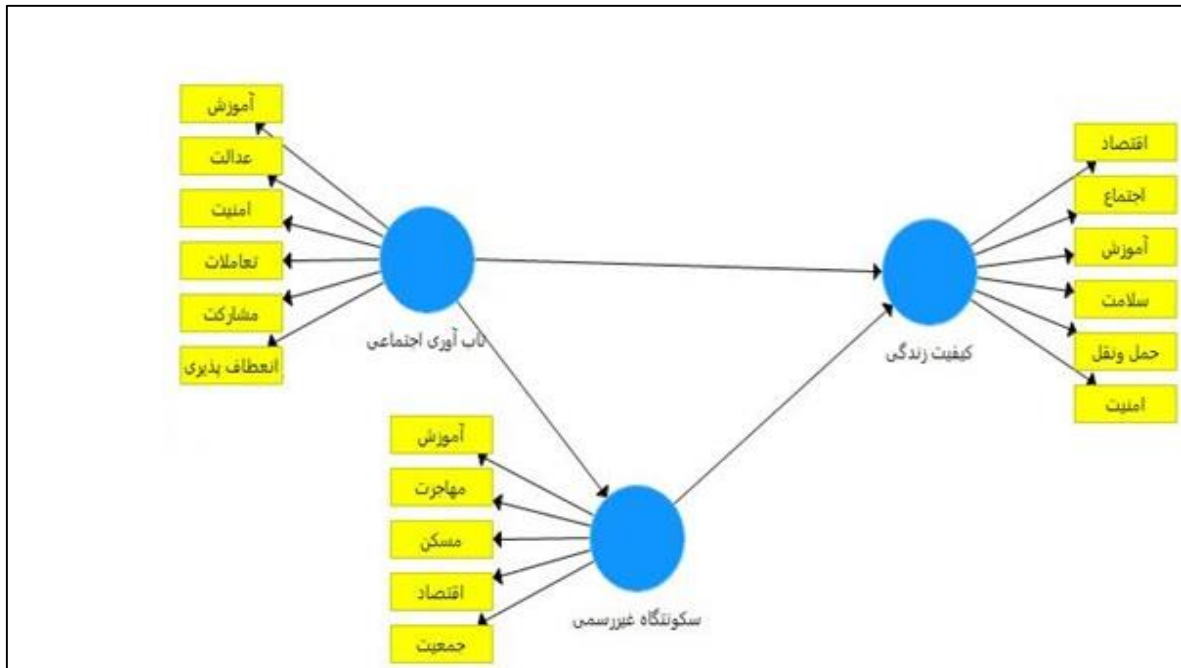 آموزش
عدالت
امنیت
تعاملات
مشارکت
انعطاف پذیری
تاب آوری اجتماعی
اقتصاد
اجتماع
آموزش
سلامت
حمل ونقل
امنیت
کیفیت زندگی
آموزش
مهاجرت
مسکن
اقتصاد
جمعیت
سکونتگاه غیررسمی